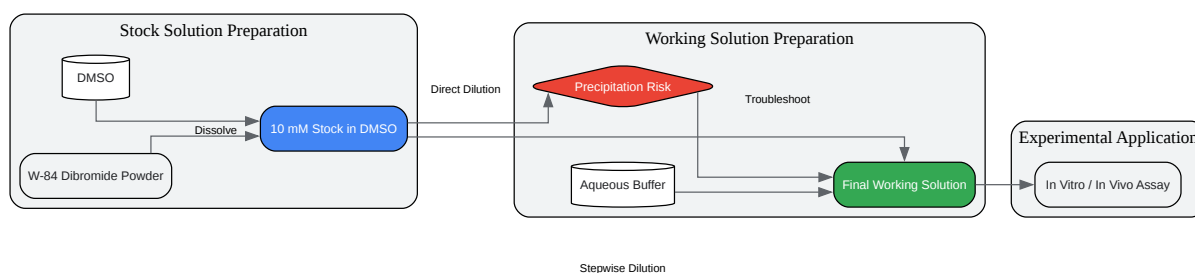 Stock Solution Preparation
DMSO
Dissolve
10 mM Stock in DMSO
W-84 Dibromide Powder
Direct Dilution
Working Solution Preparation
Precipitation Risk
Troubleshoot
Aqueous Buffer
Final Working Solution
Experimental Application
In Vitro / In Vivo Assay
Stepwise Dilution